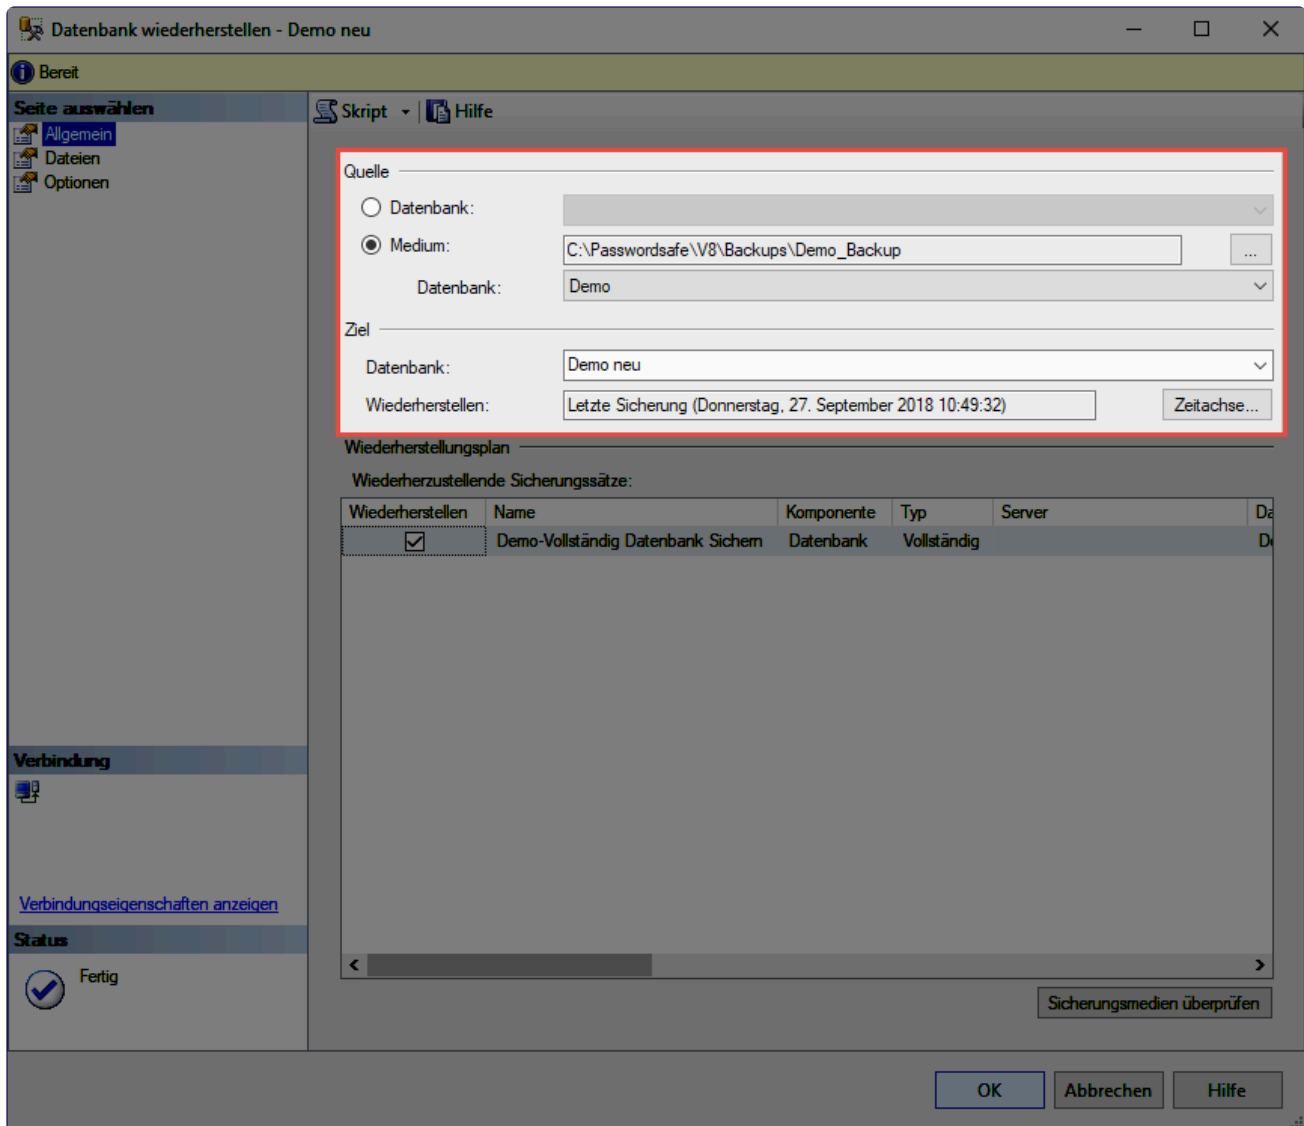 Datenbank wiederherstellen - Demo neu
Bereit
Seite auswählen
Allgemein
Dateien
Optionen
Skript
Hilfe
Quelle
Datenbank:
Medium: C:\Passwordsafe\V8\Backups\Demo_Backup ...
Datenbank: Demo
Ziel
Datenbank: Demo neu
Wiederherstellen: Letzte Sicherung (Donnerstag, 27. September 2018 10:49:32) Zeitachse...
Wiederherstellungsplan
Wiederherzustellende Sicherungssätze:
Wiederherstellen Name Komponente Typ Server Da
Demo-Vollständig Datenbank Sichern Datenbank Vollständig De
Verbindung
Verbindungseigenschaften anzeigen
Status
Fertig
Sicherungsmedien überprüfen
OK Abbrechen Hilfe